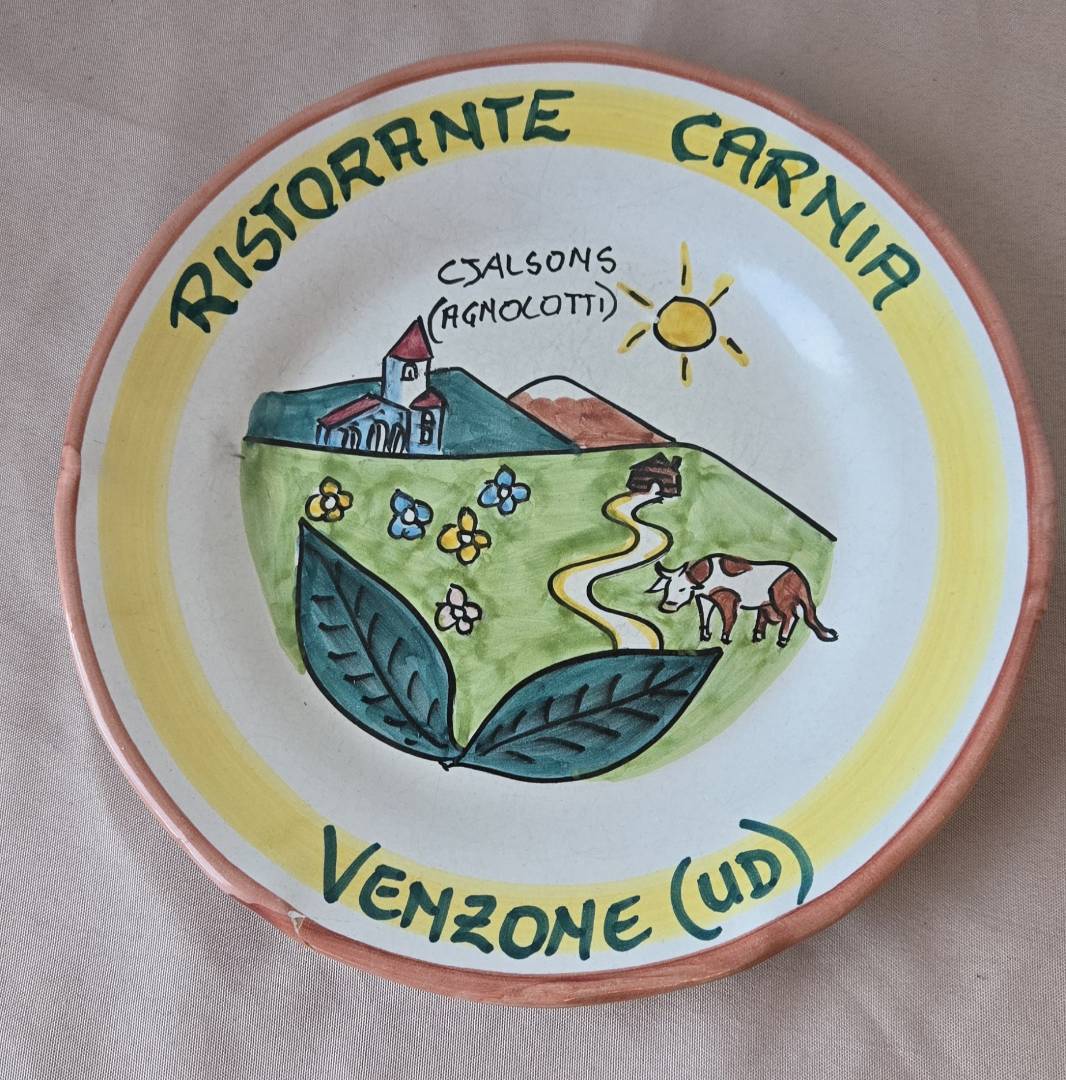 RISTORANTE CARNIA
CJALSONS
(AGNOLOTTI)
VENZONE (UD)